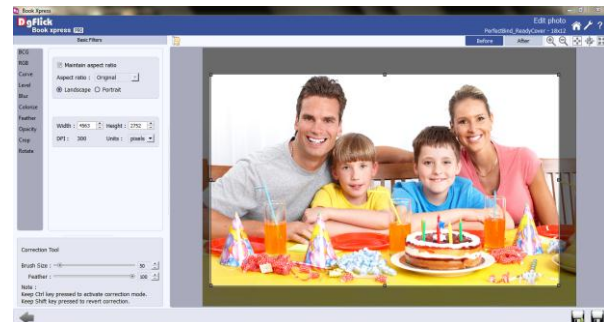 Book Xpress
DgFlick
Book xpress PRO
Edit photo
PerfectBind_ReadyCover - 18x12
Basic Filters
Before
After
BCG
RGB
Curve
Level
Blur
Colorize
Feather
Opacity
Crop
Rotate
Maintain aspect ratio
Aspect ratio : Original
Landscape
Portrait
Width :
Height : 2752
DPI : 300
Units : pixels
Correction Tool
Brush Size :
50
Feather :
100
Note :
Keep Ctrl key pressed to activate correction mode.
Keep Shift key pressed to revert correction.